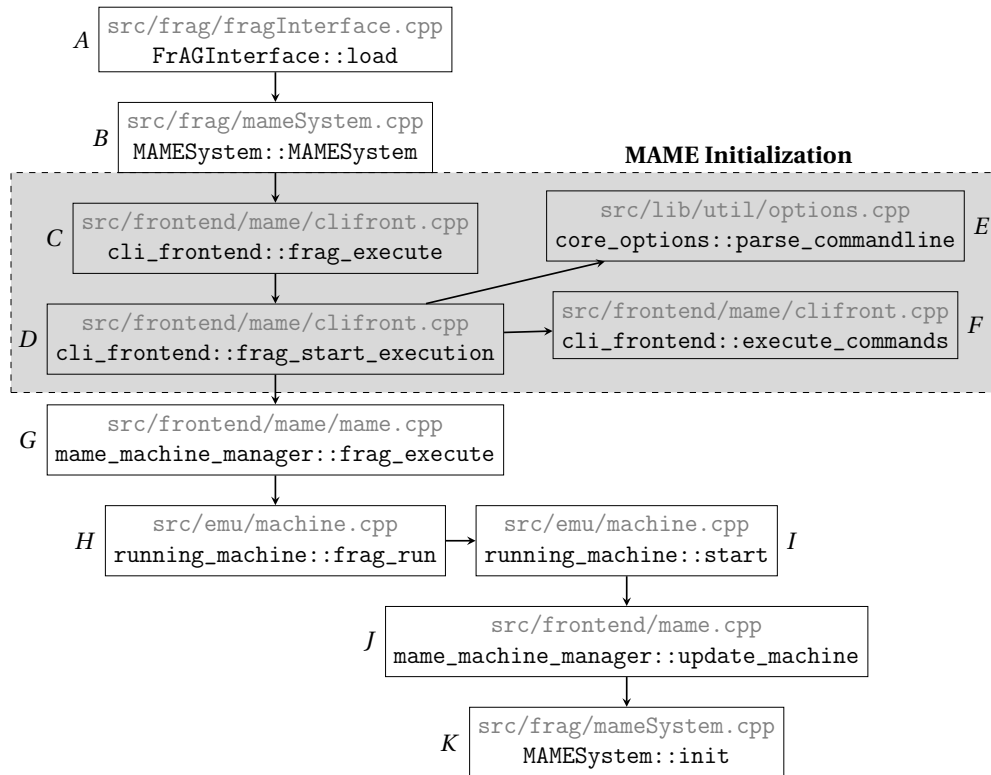 A
src/frag/fragInterface.cpp
FrAGInterface::load
B
src/frag/mameSystem.cpp
MAMESystem::MAMESystem
MAME Initialization
C
src/frontend/mame/clifront.cpp
cli_frontend::frag_execute
src/lib/util/options.cpp
core_options::parse_commandline
E
D
src/frontend/mame/clifront.cpp
cli_frontend::frag_start_execution
src/frontend/mame/clifront.cpp
cli_frontend::execute_commands
F
G
src/frontend/mame/mame.cpp
mame_machine_manager::frag_execute
H
src/emu/machine.cpp
running_machine::frag_run
src/emu/machine.cpp
running_machine::start
I
J
src/frontend/mame.cpp
mame_machine_manager::update_machine
K
src/frag/mameSystem.cpp
MAMESystem::init